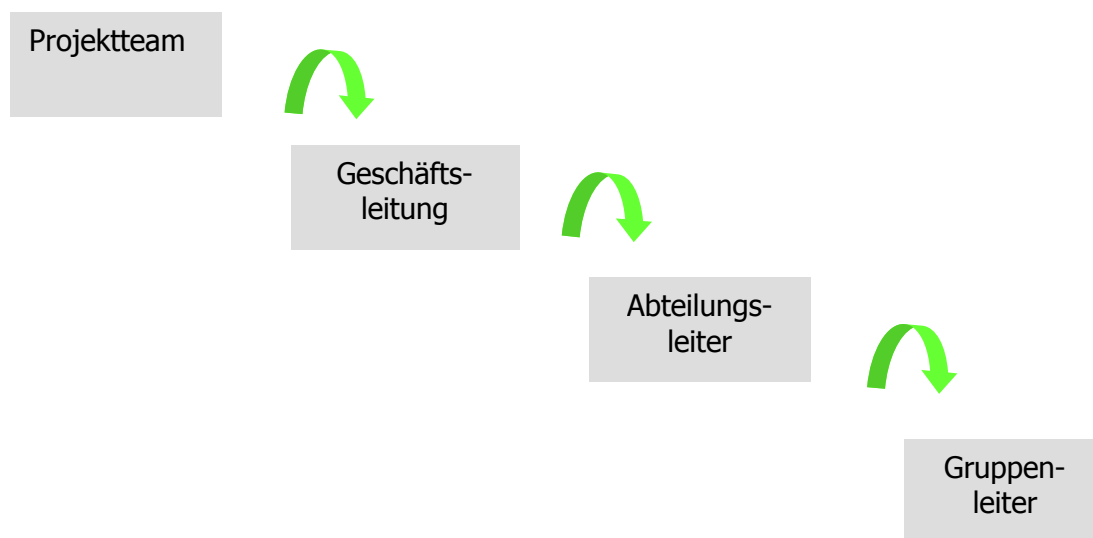 Projektteam
Geschäfts-
leitung
Abteilungs-
leiter
Gruppen-
leiter